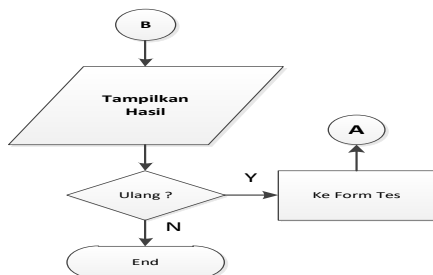 B
Tampilkan
Hasil
A
Ulang ?
Y
Ke Form Tes
N
End